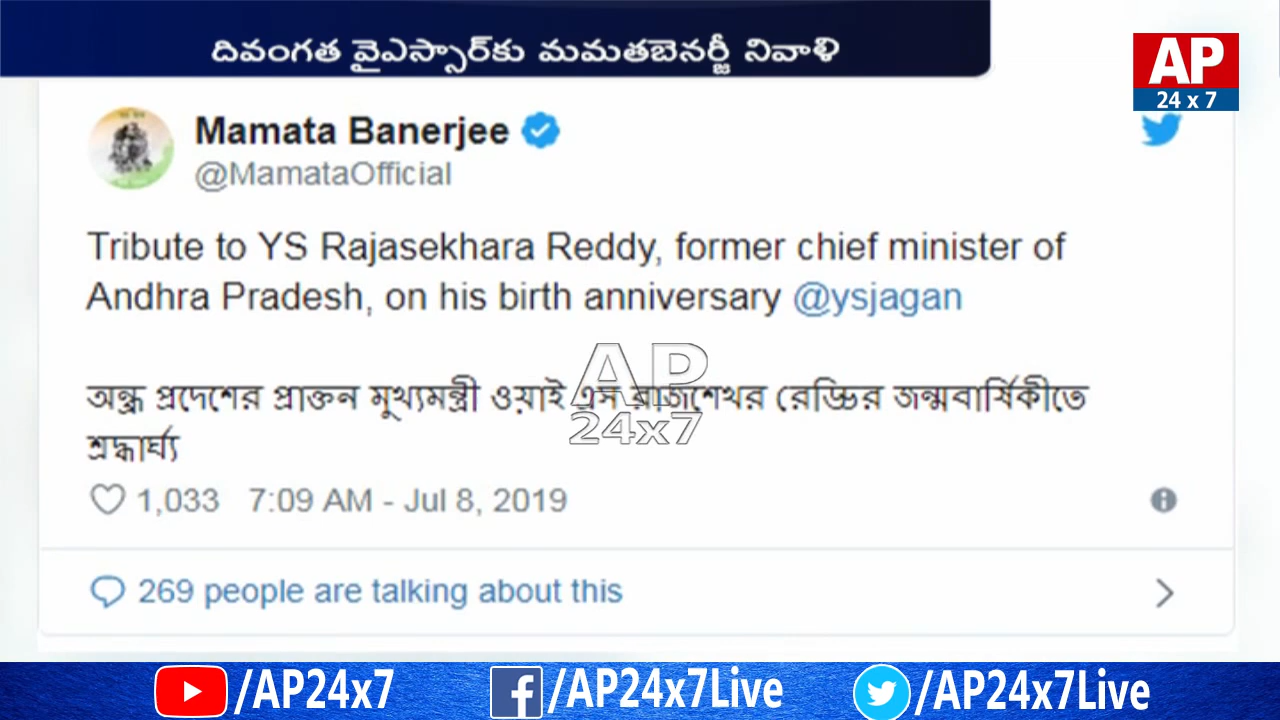 దివంగత వైఎస్సార్‌కు మమతబెనర్జీ నివాళి
AP
24 x 7
Mamata Banerjee
@MamataOfficial
Tribute to YS Rajasekhara Reddy, former chief minister of
Andhra Pradesh, on his birth anniversary @ysjagan
AP
24x7
অন্ধ্র প্রদেশের প্রাক্তন মুখ্যমন্ত্রী ওয়াই এস রাজশেখর রেড্ডির জন্মবার্ষিকীতে
শ্রদ্ধার্ঘ্য
1,033 7:09 AM - Jul 8, 2019
269 people are talking about this
/AP24x7 /AP24x7Live /AP24x7Live